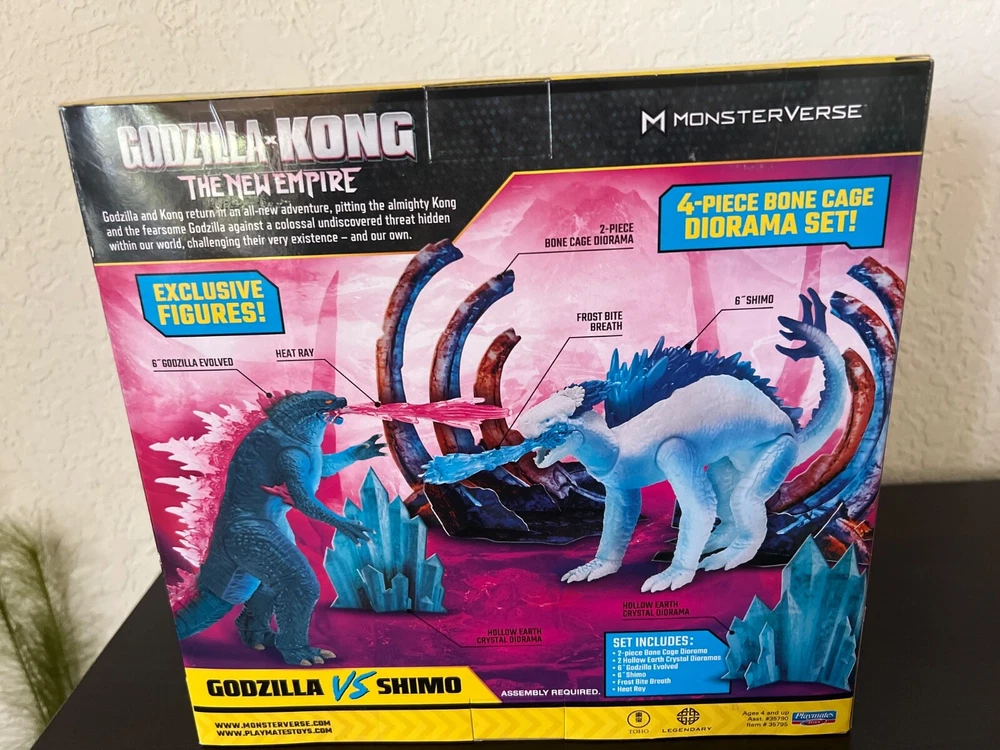 GODZILLA x KONG
THE NEW EMPIRE
MONSTERVERSE
Godzilla and Kong return in an all-new adventure, pitting the almighty Kong
and the fearsome Godzilla against a colossal undiscovered threat hidden
within our world, challenging their very existence – and our own.
4-PIECE BONE CAGE
DIORAMA SET!
2-PIECE
BONE CAGE DIORAMA
EXCLUSIVE
FIGURES!
6" SHIMO
FROST BITE
BREATH
6" GODZILLA EVOLVED
HEAT RAY
HOLLOW EARTH
CRYSTAL DIORAMA
HOLLOW EARTH
CRYSTAL DIORAMA
SET INCLUDES:
• 2-piece Bone Cage Diorama
• 2 Hollow Earth Crystal Dioramas
• 6" Godzilla Evolved
• 6" Shimo
• Frost Bite Breath
• Heat Ray
GODZILLA VS SHIMO
ASSEMBLY REQUIRED.
WWW.MONSTERVERSE.COM
WWW.PLAYMATESTOYS.COM
TOHO
LEGENDARY
Ages 4 and up
Asst. #35790
Item # 35795
Playmates